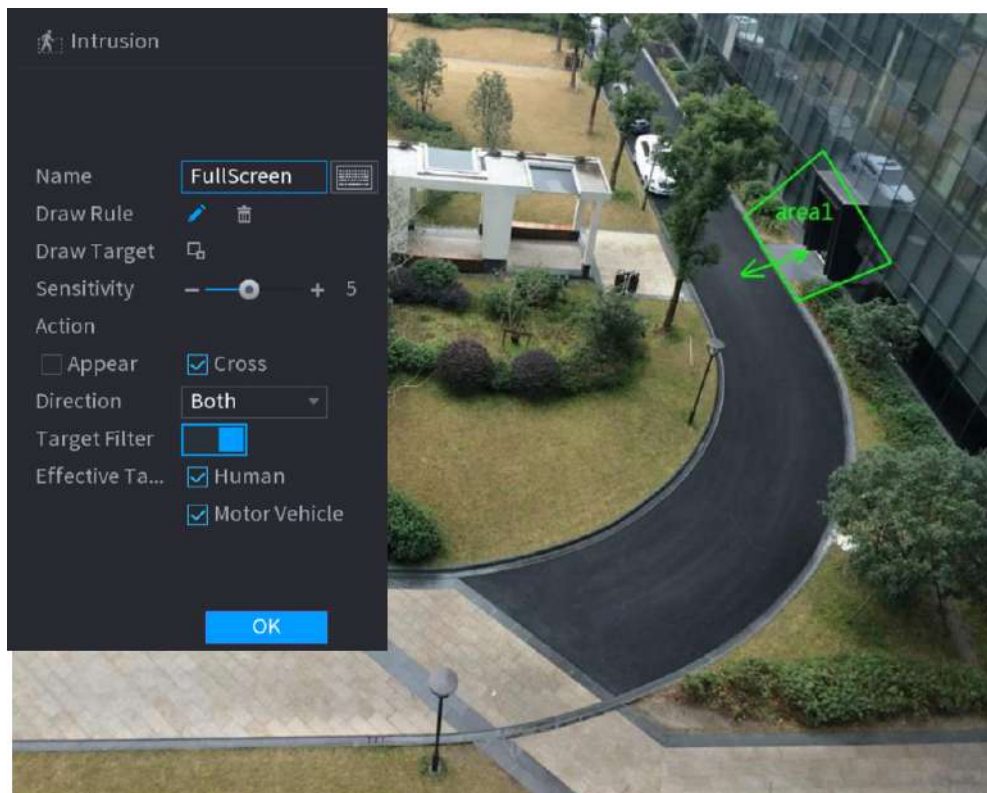 Intrusion
Name FullScreen
Draw Rule
Draw Target
Sensitivity - + 5
Action
Appear Cross
Direction Both
Target Filter
Effective Ta... Human
Motor Vehicle
OK
area1